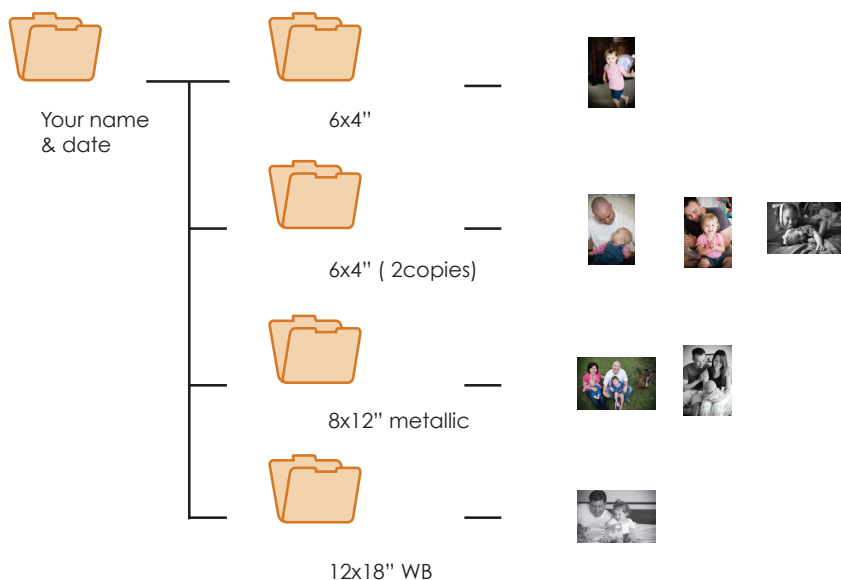 Your name
& date
6x4”
6x4” ( 2copies)
8x12” metallic
12x18” WB